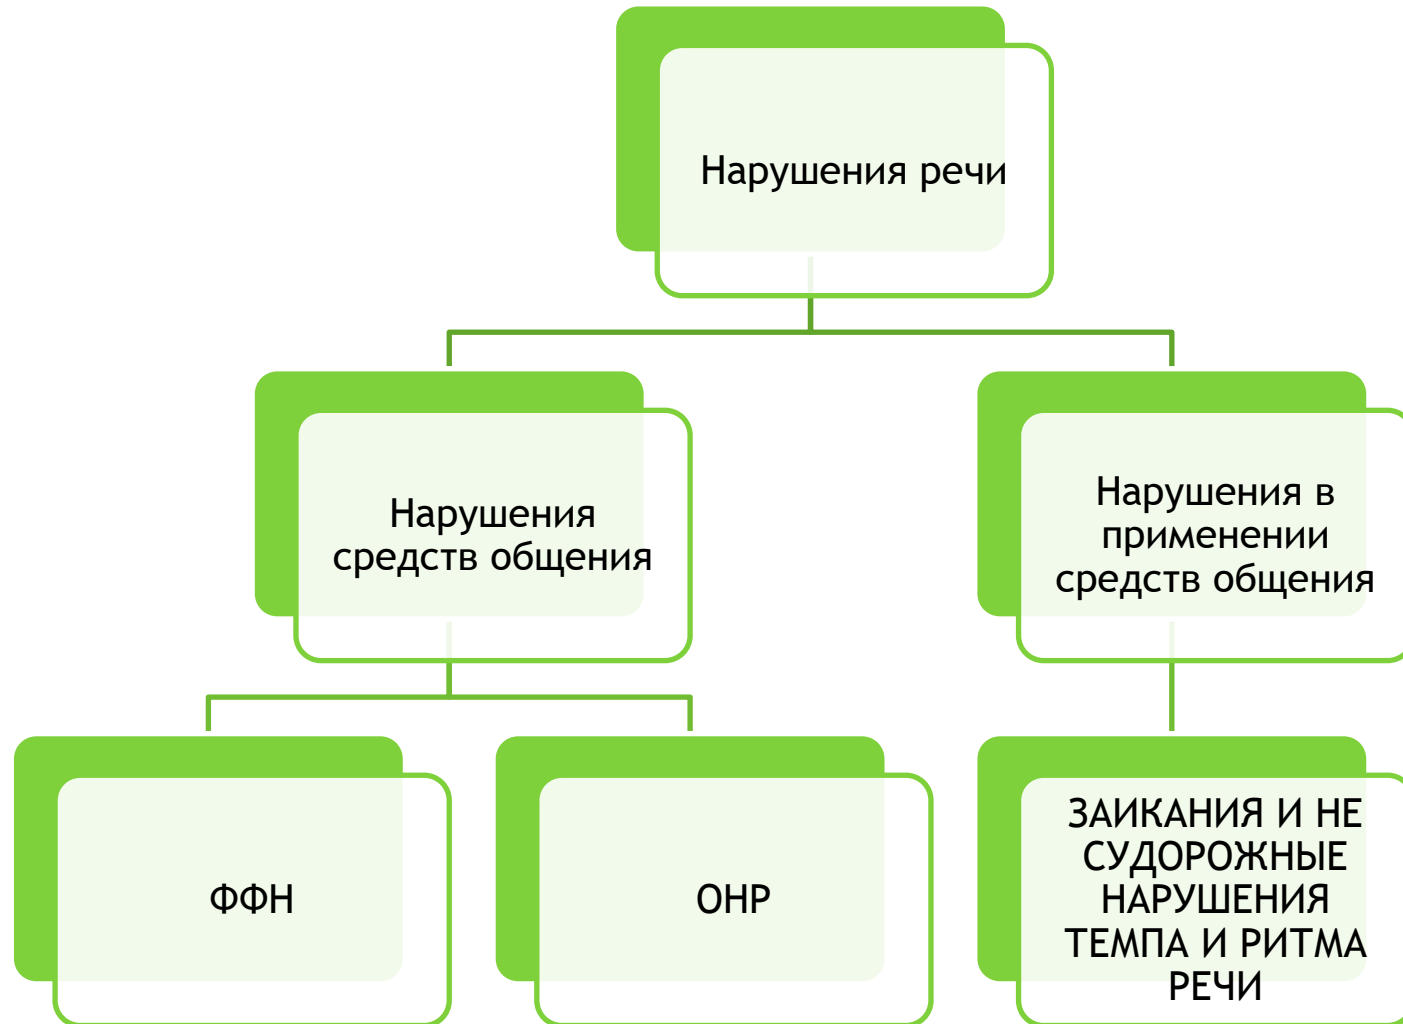 Нарушения речи
Нарушения
средств общения
Нарушения в
применении
средств общения
ФФН
ОНР
ЗАИКАНИЯ И НЕ
СУДОРОЖНЫЕ
НАРУШЕНИЯ
ТЕМПА И РИТМА
РЕЧИ